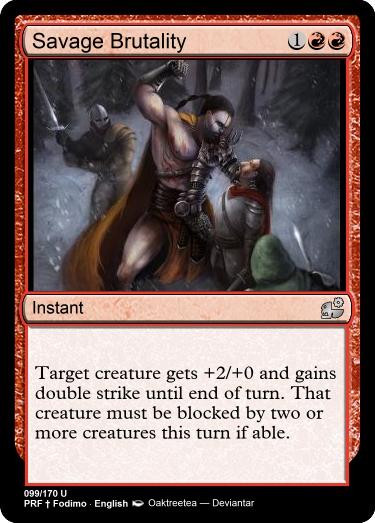 Savage Brutality 1
Instant
Target creature gets +2/+0 and gains
double strike until end of turn. That
creature must be blocked by two or
more creatures this turn if able.
099/170 U
PRF † Fodimo · English Oaktreetea — Deviantar